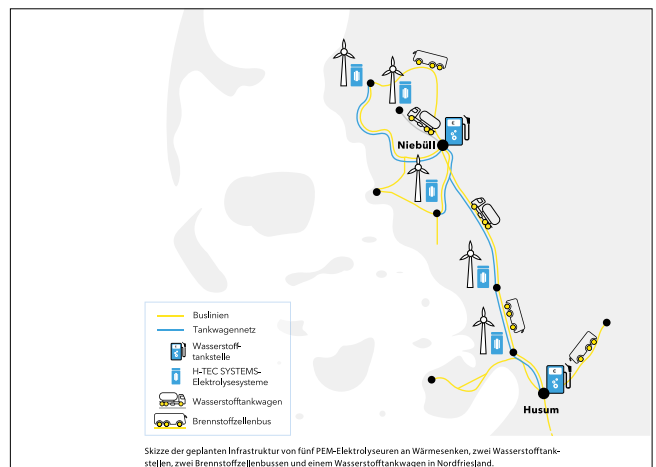 Niebüll
Husum
Buslinien
Tankwagennetz
Wasserstoff-
tankstelle
H-TEC SYSTEMS-
Elektrolysesysteme
Wasserstofftankwagen
Brennstoffzellenbus
Skizze der geplanten Infrastruktur von fünf PEM-Elektrolyseuren an Wärmesenken, zwei Wasserstofftank-
stellen, zwei Brennstoffzellenbussen und einem Wasserstofftankwagen in Nordfriesland.